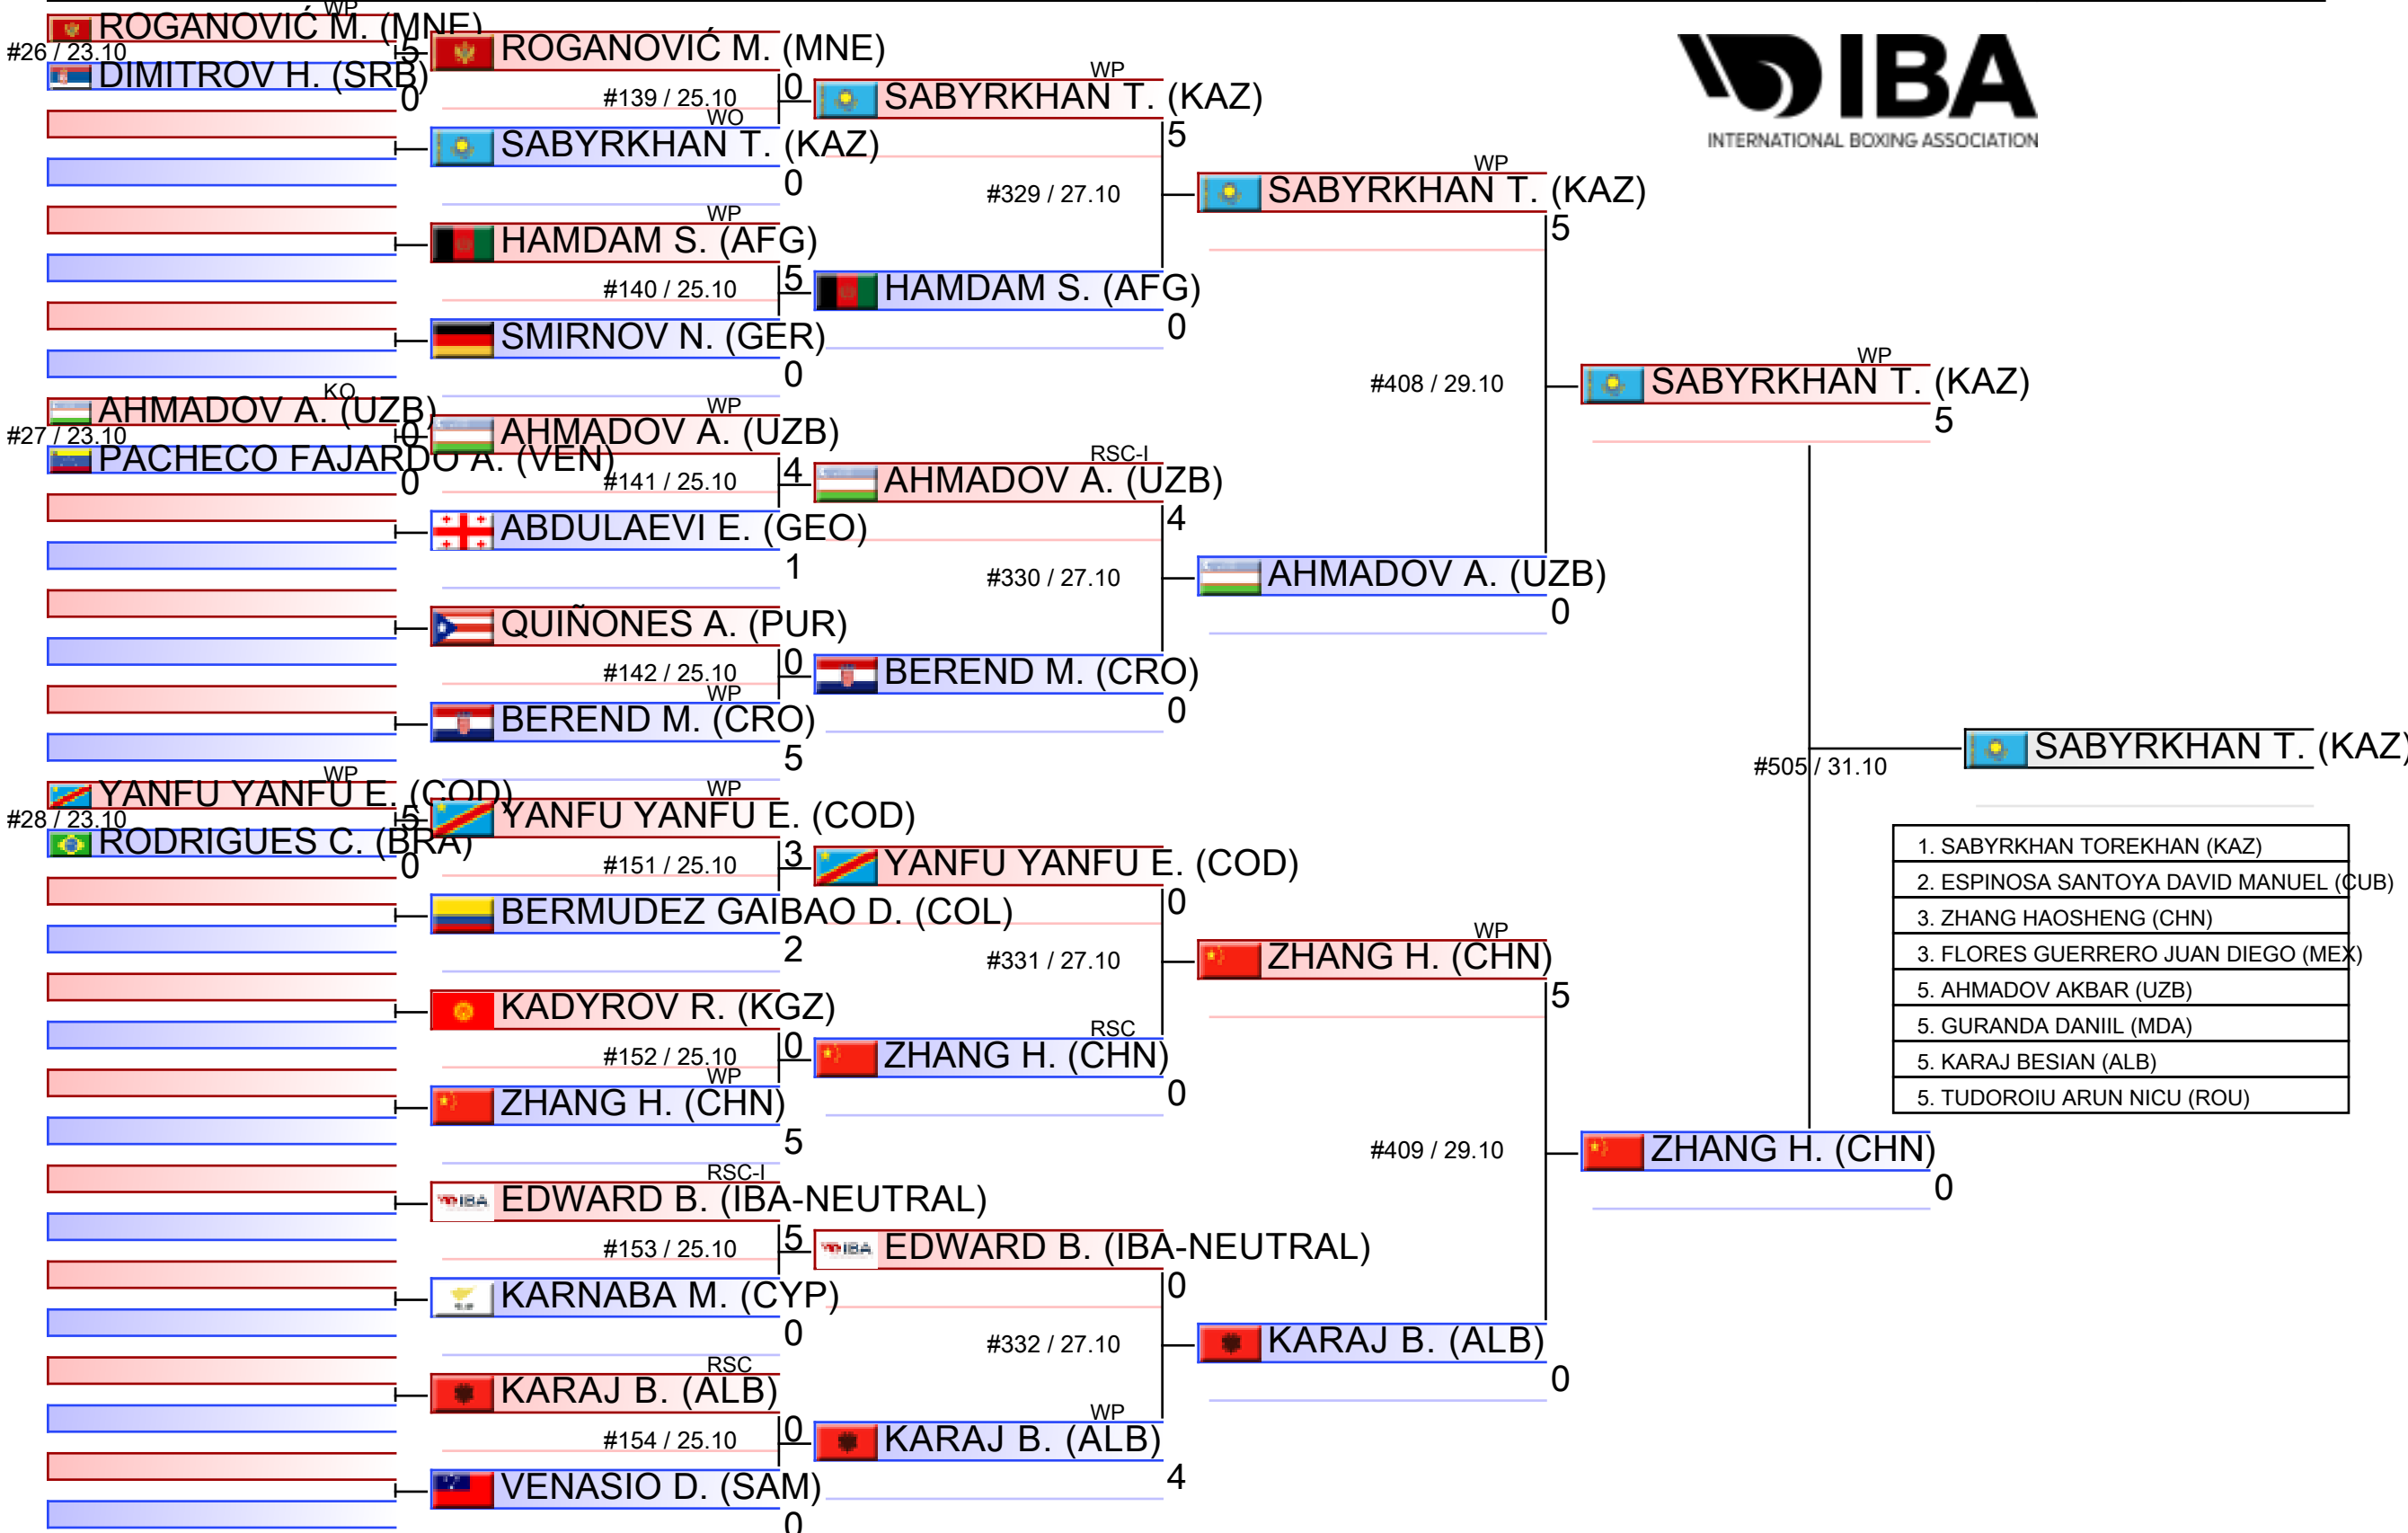 WP
ROGANOVIĆ M. (MNE)
5
#26 / 23.10
DIMITROV H. (SRB)
0
AHMADOV A. (UZB)
KO
0
#27 / 23.10
PACHECO FAJARDO A. (VEN)
0
WP
YANFU YANFU E. (COD)
5
#28 / 23.10
RODRIGUES C. (BRA)
0
ROGANOVIĆ M. (MNE)
0
#139 / 25.10
WO
SABYRKHAN T. (KAZ)
0
WP
HAMDAM S. (AFG)
5
#140 / 25.10
SMIRNOV N. (GER)
0
WP
AHMADOV A. (UZB)
4
#141 / 25.10
ABDULAEVI E. (GEO)
1
QUIÑONES A. (PUR)
0
#142 / 25.10
WP
BEREND M. (CRO)
5
WP
YANFU YANFU E. (COD)
3
#151 / 25.10
BERMUDEZ GAIBAO D. (COL)
2
KADYROV R. (KGZ)
0
#152 / 25.10
WP
ZHANG H. (CHN)
5
RSC-I
IBA
EDWARD B. (IBA-NEUTRAL)
5
#153 / 25.10
KARNABA M. (CYP)
0
RSC
KARAJ B. (ALB)
0
#154 / 25.10
VENASIO D. (SAM)
0
WP
SABYRKHAN T. (KAZ)
5
#329 / 27.10
HAMDAM S. (AFG)
0
RSC-I
AHMADOV A. (UZB)
4
#330 / 27.10
BEREND M. (CRO)
0
YANFU YANFU E. (COD)
0
#331 / 27.10
RSC
ZHANG H. (CHN)
0
IBA
EDWARD B. (IBA-NEUTRAL)
0
#332 / 27.10
WP
KARAJ B. (ALB)
4
WP
SABYRKHAN T. (KAZ)
5
#408 / 29.10
AHMADOV A. (UZB)
0
WP
ZHANG H. (CHN)
5
#409 / 29.10
KARAJ B. (ALB)
0
WP
SABYRKHAN T. (KAZ)
5
#505 / 31.10
ZHANG H. (CHN)
0
IBA
INTERNATIONAL BOXING ASSOCIATION
SABYRKHAN T. (KAZ)
1. SABYRKHAN TOREKHAN (KAZ)
2. ESPINOSA SANTOYA DAVID MANUEL (CUB)
3. ZHANG HAOSHENG (CHN)
3. FLORES GUERRERO JUAN DIEGO (MEX)
5. AHMADOV AKBAR (UZB)
5. GURANDA DANIIL (MDA)
5. KARAJ BESIAN (ALB)
5. TUDOROIU ARUN NICU (ROU)